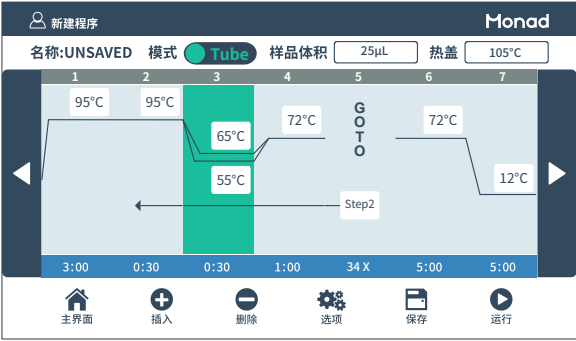 新建程序
Monad
名称:UNSAVED 模式 Tube 样品体积 25μL 热盖 105°C
1 2 3 4 5 6 7
95°C 95°C 65°C 55°C 72°C GOTO 72°C 12°C
Step2
3:00 0:30 0:30 1:00 34 X 5:00 5:00
主界面 插入 删除 选项 保存 运行